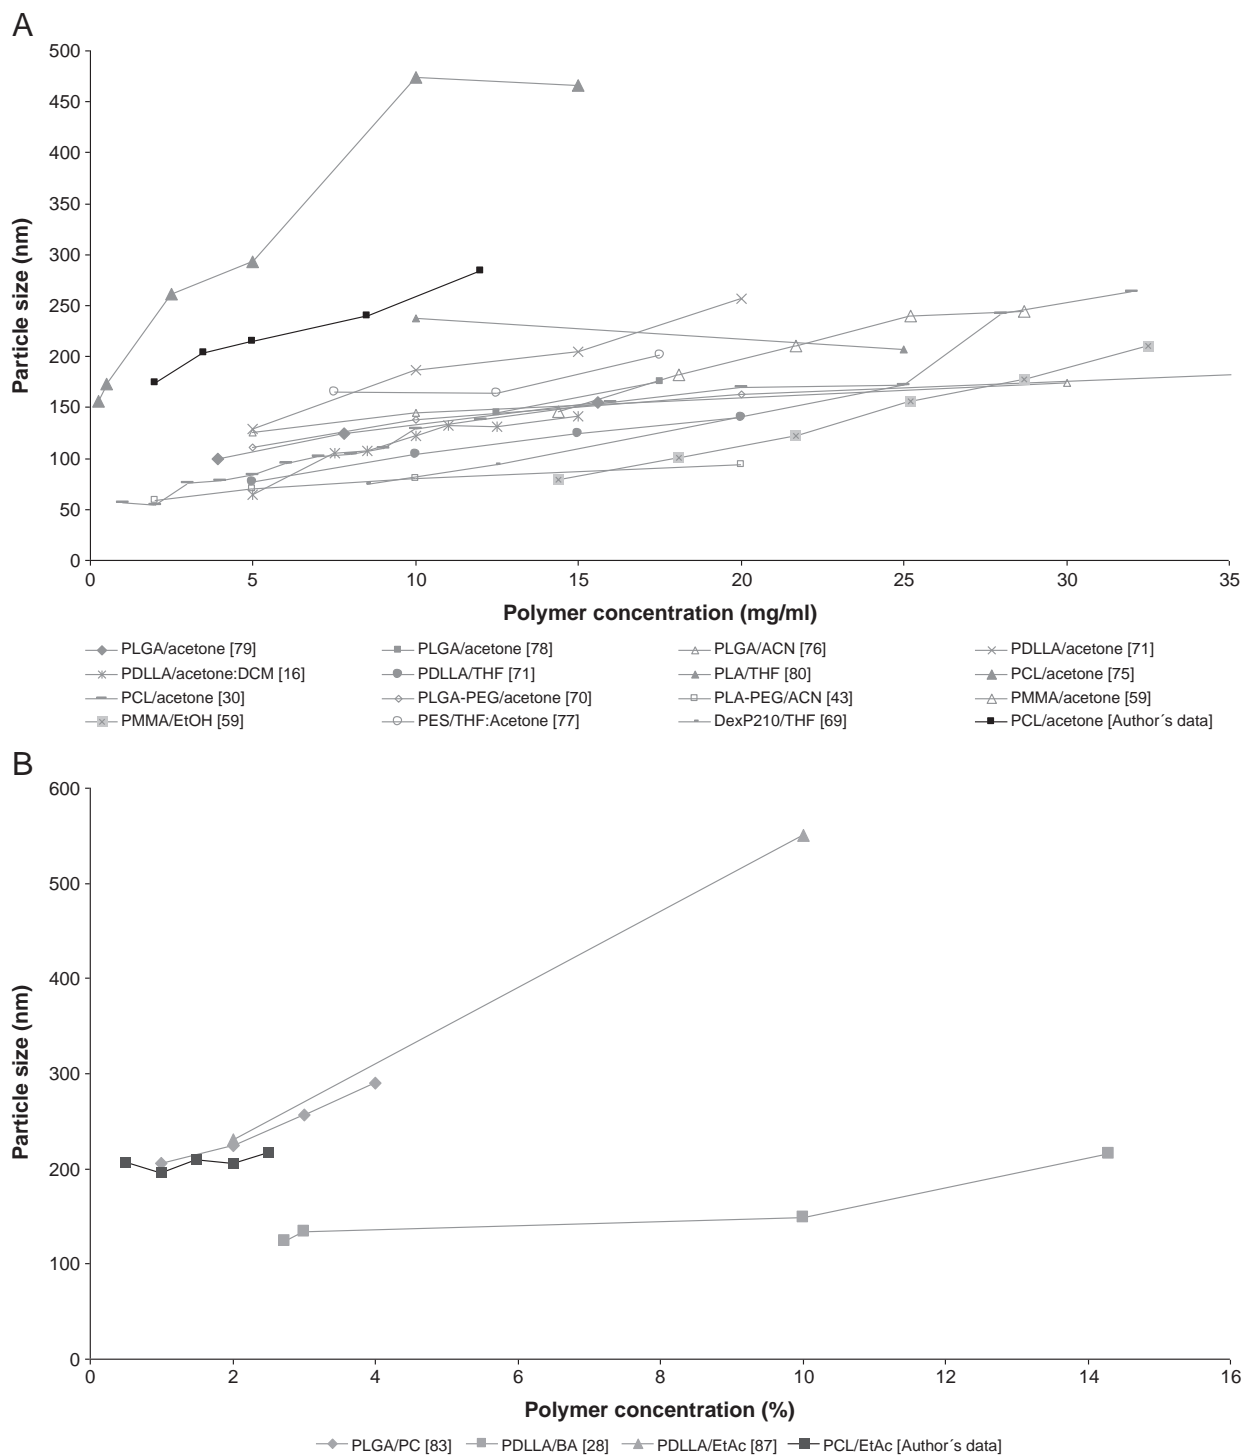 A
500
450
400
350
300
250
200
150
100
50
0
Particle size (nm)
0 5 10 15 20 25 30 35
Polymer concentration (mg/ml)
PLGA/acetone [79] PLGA/acetone [78] PLGA/ACN [76] PDLLA/acetone [71]
PDLLA/acetone:DCM [16] PDLLA/THF [71] PLA/THF [80] PCL/acetone [75]
PCL/acetone [30] PLGA-PEG/acetone [70] PLA-PEG/ACN [43] PMMA/acetone [59]
PMMA/EtOH [59] PES/THF:Acetone [77] DexP210/THF [69] PCL/acetone [Author´s data]
B
600
500
400
300
200
100
0
Particle size (nm)
0 2 4 6 8 10 12 14 16
Polymer concentration (%)
PLGA/PC [83] PDLLA/BA [28] PDLLA/EtAc [87] PCL/EtAc [Author´s data]